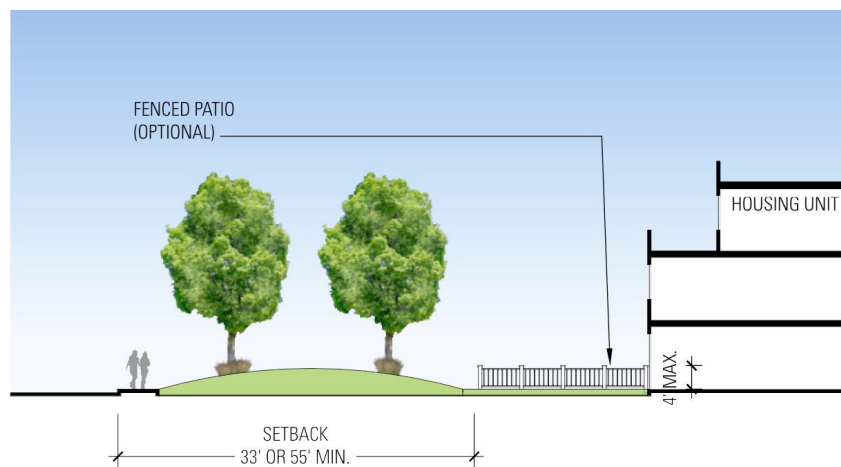 FENCED PATIO
(OPTIONAL)
HOUSING UNIT
4' MAX.
SETBACK
33' OR 55' MIN.